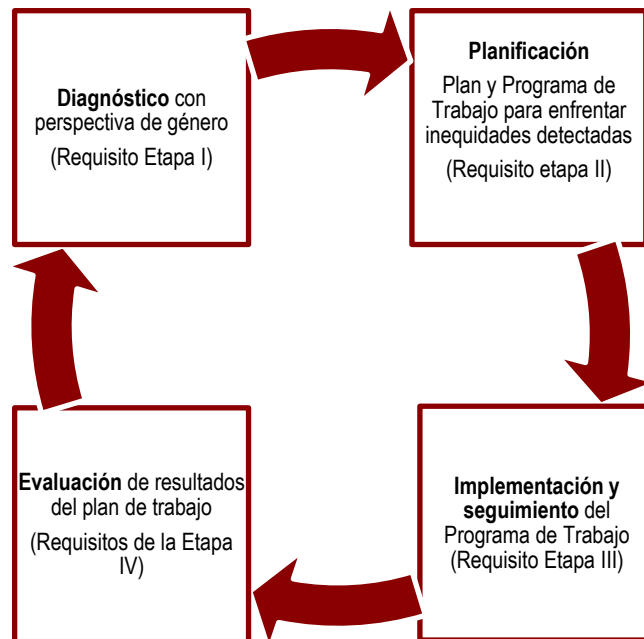 Diagnóstico con
perspectiva de género
(Requisito Etapa I)
Planificación
Plan y Programa de
Trabajo para enfrentar
inequidades detectadas
(Requisito etapa II)
Implementación y
seguimiento del
Programa de Trabajo
(Requisito Etapa III)
Evaluación de resultados
del plan de trabajo
(Requisitos de la Etapa
IV)